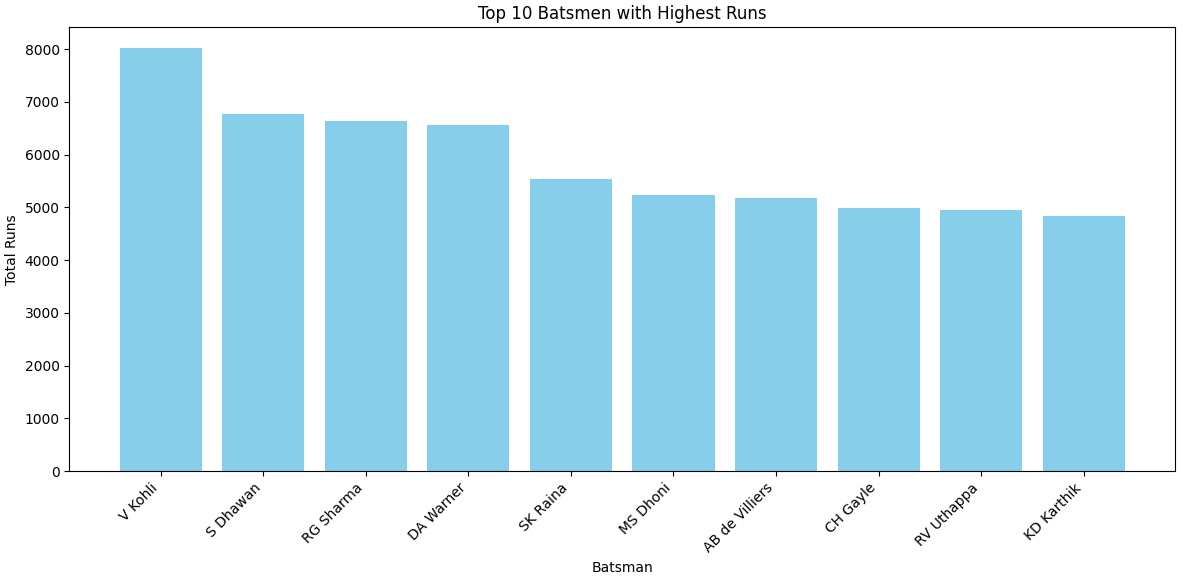 Top 10 Batsmen with Highest Runs
8000
7000
6000
5000
4000
3000
2000
1000
0
Total Runs
V Kohli
S Dhawan
RG Sharma
DA Warner
SK Raina
MS Dhoni
AB de Villiers
CH Gayle
RV Uthappa
KD Karthik
Batsman